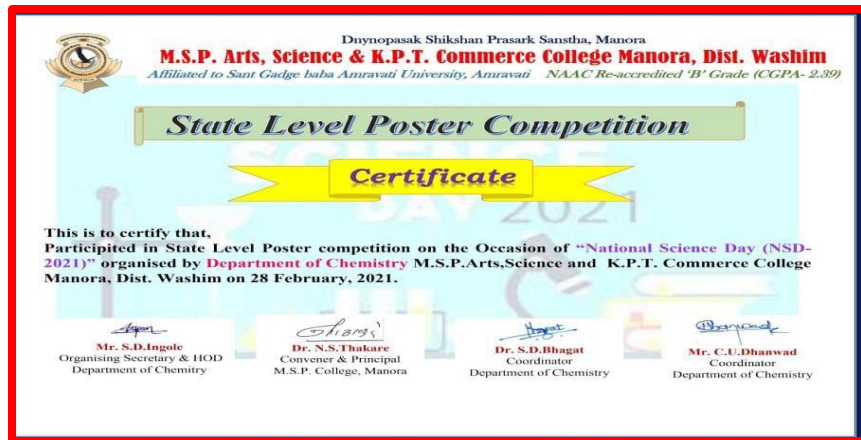 Dnynopasak Shikshan Prasark Sanstha, Manora
M.S.P. Arts, Science & K.P.T. Commerce College Manora, Dist. Washim
Affiliated to Sant Gadge baba Amravati University, Amravati NAAC Re-accredited 'B' Grade (CGPA- 2.39)
State Level Poster Competition
Certificate
SCIENCE
DAY 2021
This is to certify that,
Participited in State Level Poster competition on the Occasion of “National Science Day (NSD-
2021)” organised by Department of Chemistry M.S.P.Arts,Science and K.P.T. Commerce College
Manora, Dist. Washim on 28 February, 2021.
Mr. S.D.Ingole
Organising Secretary & HOD
Department of Chemitry
Dr. N.S.Thakare
Convener & Principal
M.S.P. College, Manora
Dr. S.D.Bhagat
Coordinator
Department of Chemistry
Mr. C.U.Dhanwad
Coordinator
Department of Chemistry